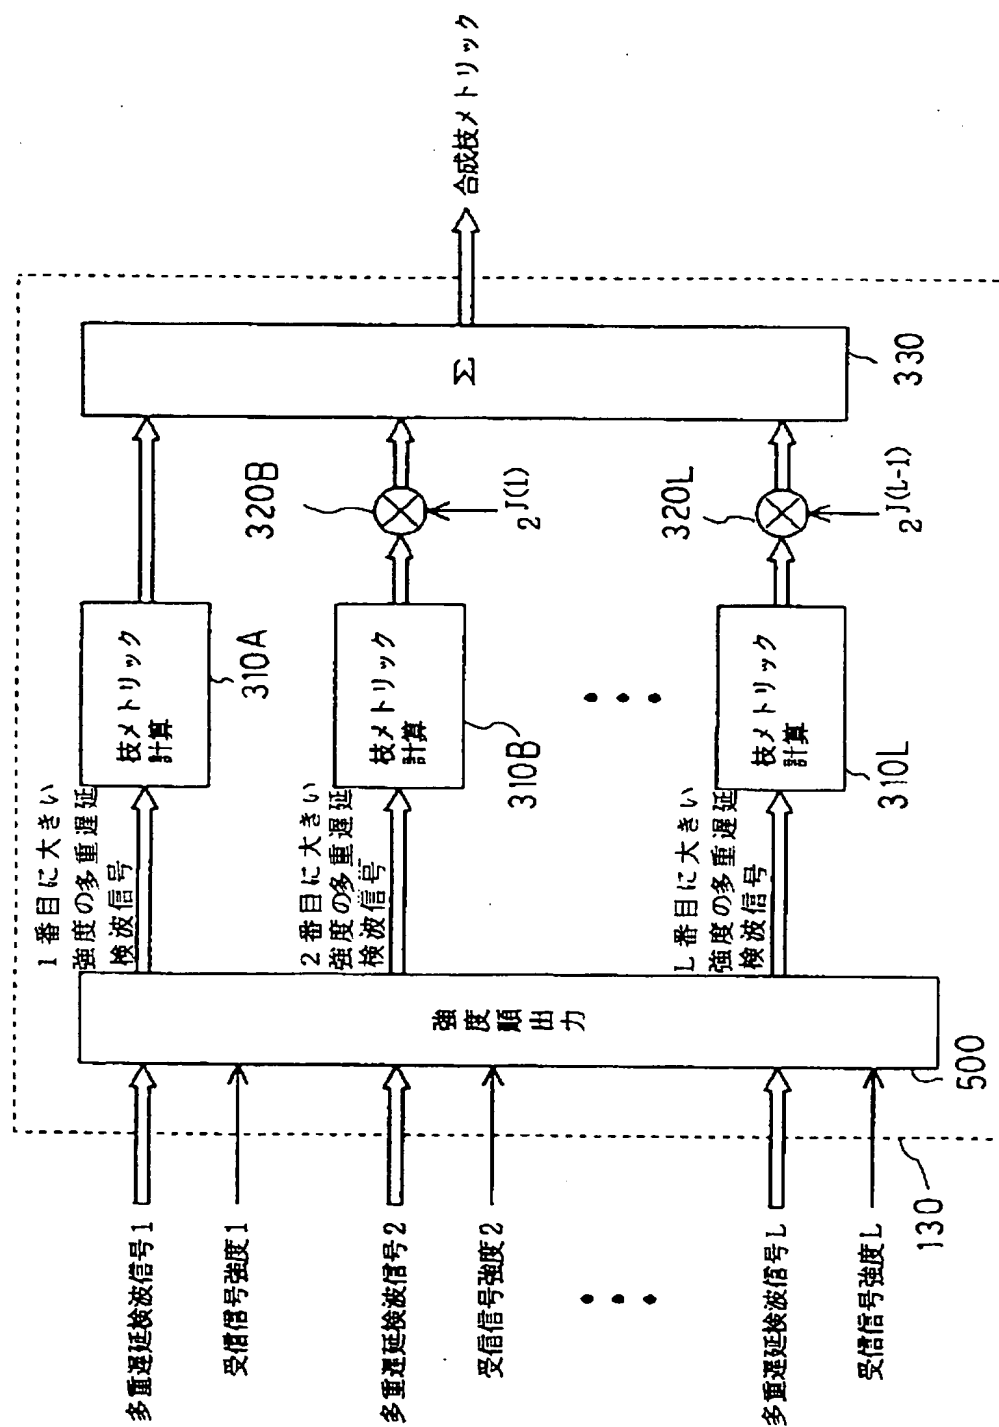 多重遅延検波信号1
受信信号強度1
多重遅延検波信号2
受信信号強度2
多重遅延検波信号L
受信信号強度L
130
強度順出力
500
1番目に大きい
強度の多重遅延
検波信号
2番目に大きい
強度の多重遅延
検波信号
L番目に大きい
強度の多重遅延
検波信号
枝メトリック
計算
310A
枝メトリック
計算
310B
枝メトリック
計算
310L
320B
2^J(1)
320L
2^J(L-1)
Σ
330
合成枝メトリック